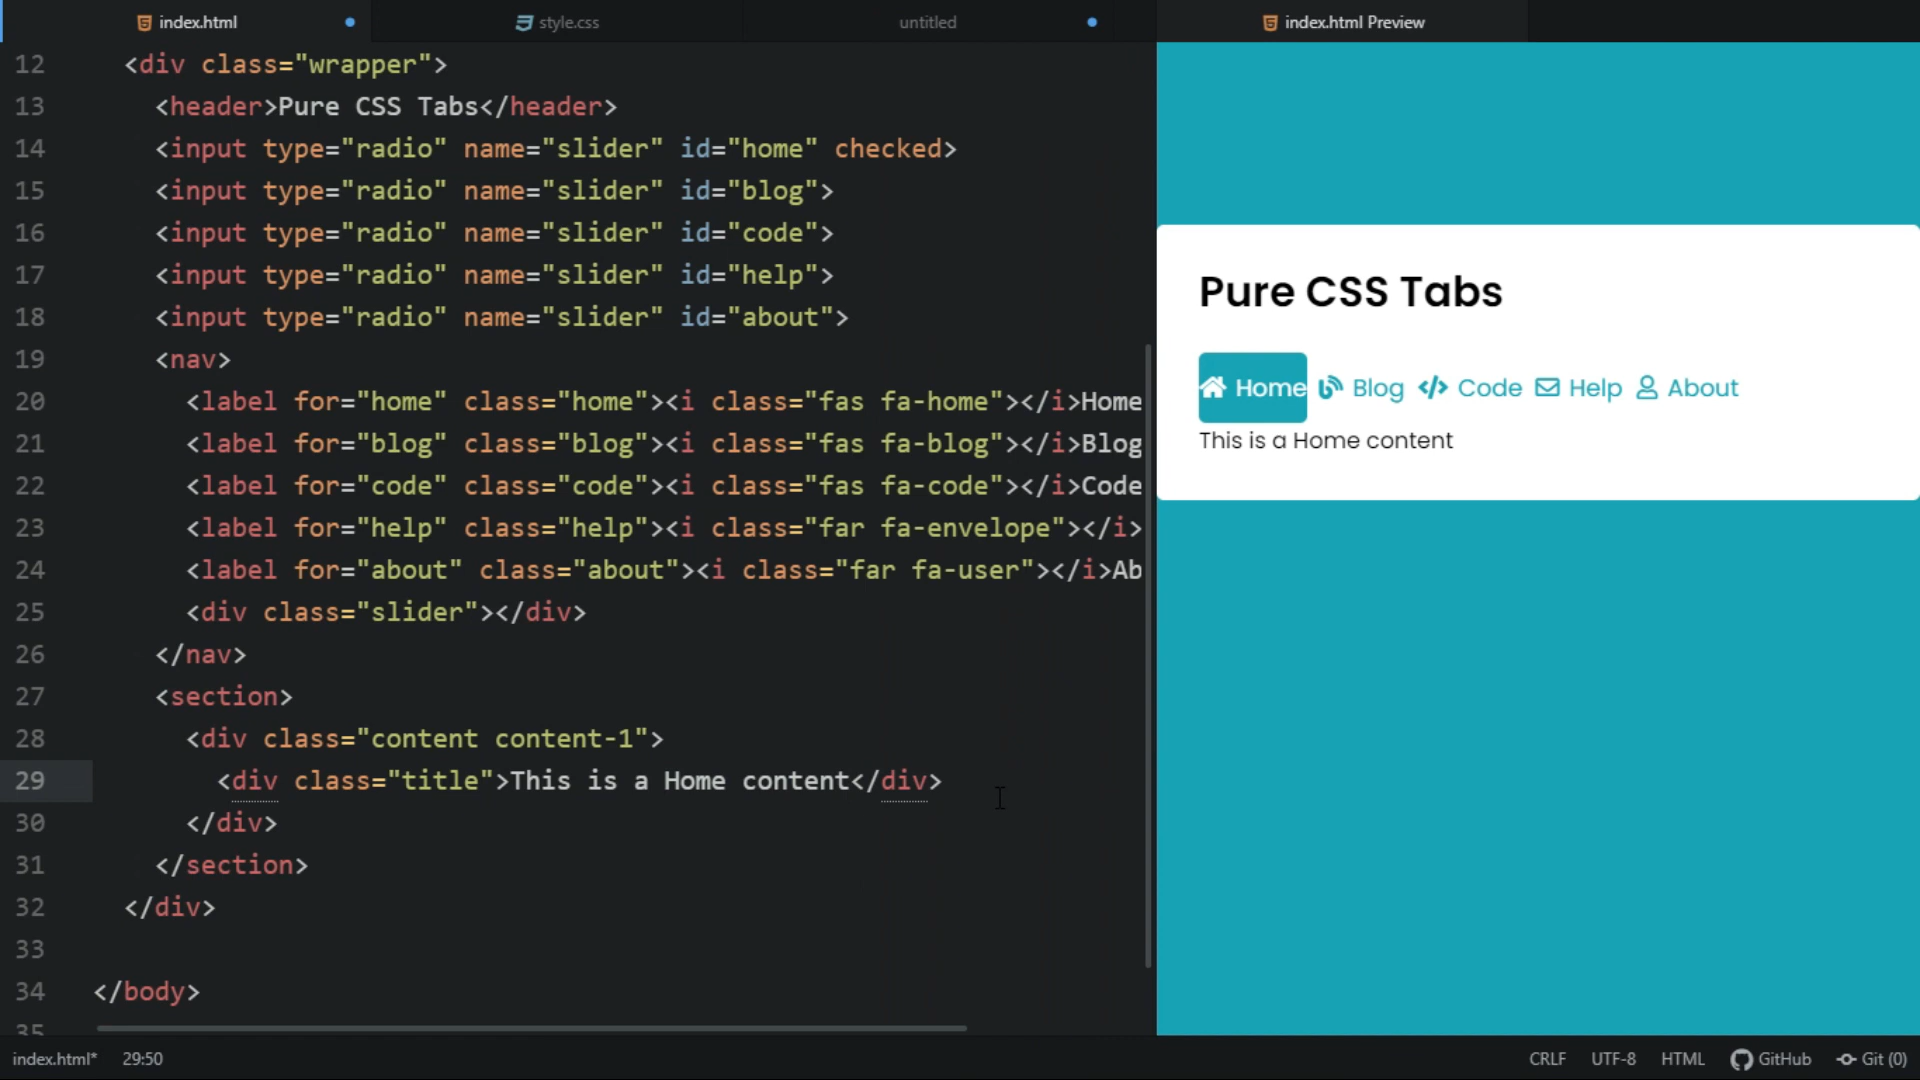 index.html
style.css
untitled
index.html Preview
12 <div class="wrapper">
13 <header>Pure CSS Tabs</header>
14 <input type="radio" name="slider" id="home" checked>
15 <input type="radio" name="slider" id="blog">
16 <input type="radio" name="slider" id="code">
17 <input type="radio" name="slider" id="help">
18 <input type="radio" name="slider" id="about">
19 <nav>
20 <label for="home" class="home"><i class="fas fa-home"></i>Home
21 <label for="blog" class="blog"><i class="fas fa-blog"></i>Blog
22 <label for="code" class="code"><i class="fas fa-code"></i>Code
23 <label for="help" class="help"><i class="far fa-envelope"></i>
24 <label for="about" class="about"><i class="far fa-user"></i>Ab
25 <div class="slider"></div>
26 </nav>
27 <section>
28 <div class="content content-1">
29 <div class="title">This is a Home content</div>
30 </div>
31 </section>
32 </div>
33
34 </body>
35
Pure CSS Tabs
Home Blog Code Help About
This is a Home content
index.html* 29:50
CRLF UTF-8 HTML GitHub Git (0)